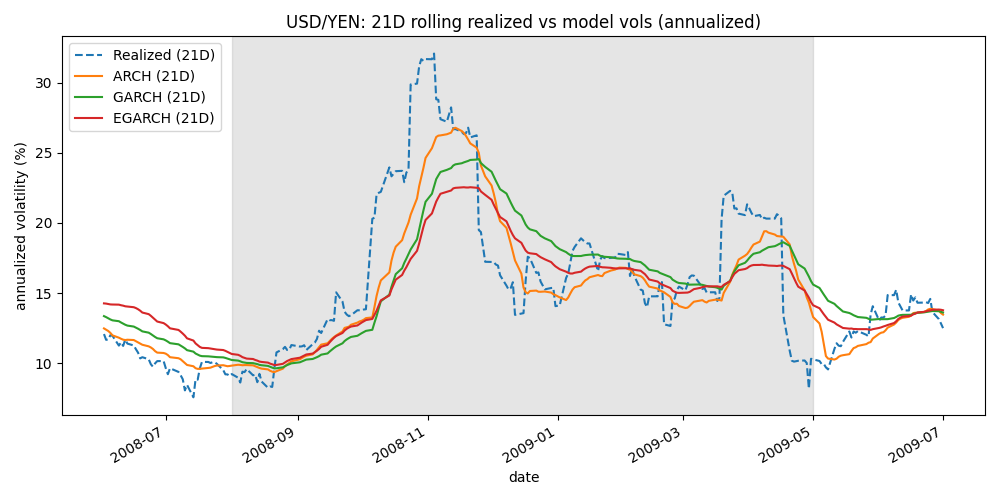 USD/YEN: 21D rolling realized vs model vols (annualized)
Realized (21D)
ARCH (21D)
GARCH (21D)
EGARCH (21D)
annualized volatility (%)
30
25
20
15
10
2008-07
2008-09
2008-11
2009-01
2009-03
2009-05
2009-07
date